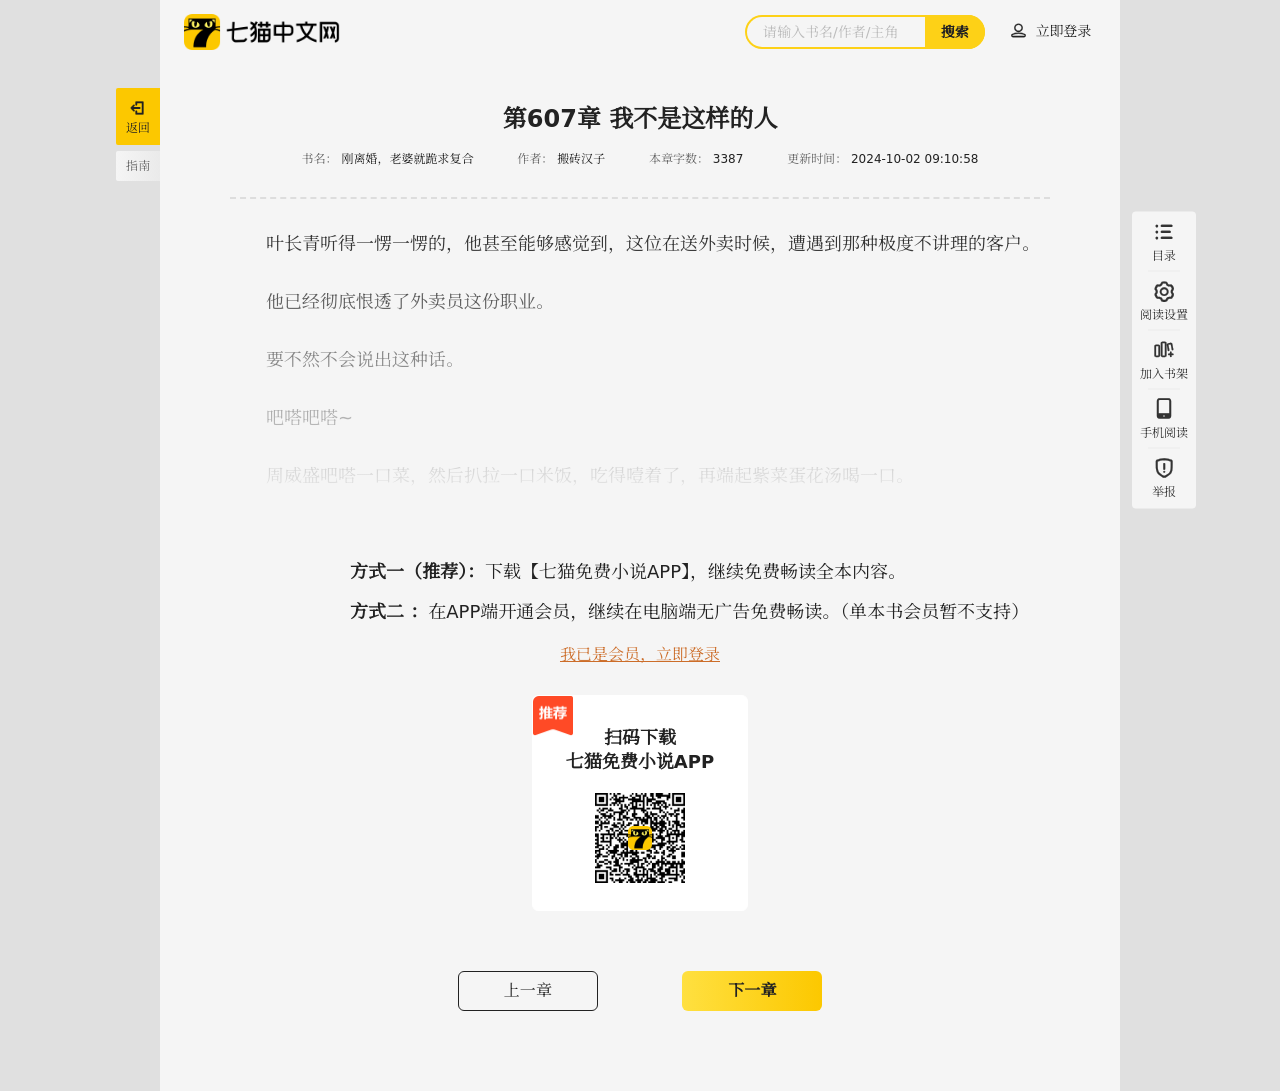 七猫中文网
请输入书名/作者/主角
搜索
立即登录
返回
指南
第607章 我不是这样的人
书名： 刚离婚，老婆就跪求复合 作者： 搬砖汉子 本章字数： 3387 更新时间： 2024-10-02 09:10:58
叶长青听得一愣一愣的，他甚至能够感觉到，这位在送外卖时候，遭遇到那种极度不讲理的客户。
他已经彻底恨透了外卖员这份职业。
要不然不会说出这种话。
吧嗒吧嗒~
周威盛吧嗒一口菜，然后扒拉一口米饭，吃得噎着了，再端起紫菜蛋花汤喝一口。
目录
阅读设置
加入书架
手机阅读
举报
方式一（推荐）：下载【七猫免费小说APP】，继续免费畅读全本内容。
方式二 ：在APP端开通会员，继续在电脑端无广告免费畅读。（单本书会员暂不支持）
我已是会员，立即登录
推荐
扫码下载
七猫免费小说APP
上一章
下一章